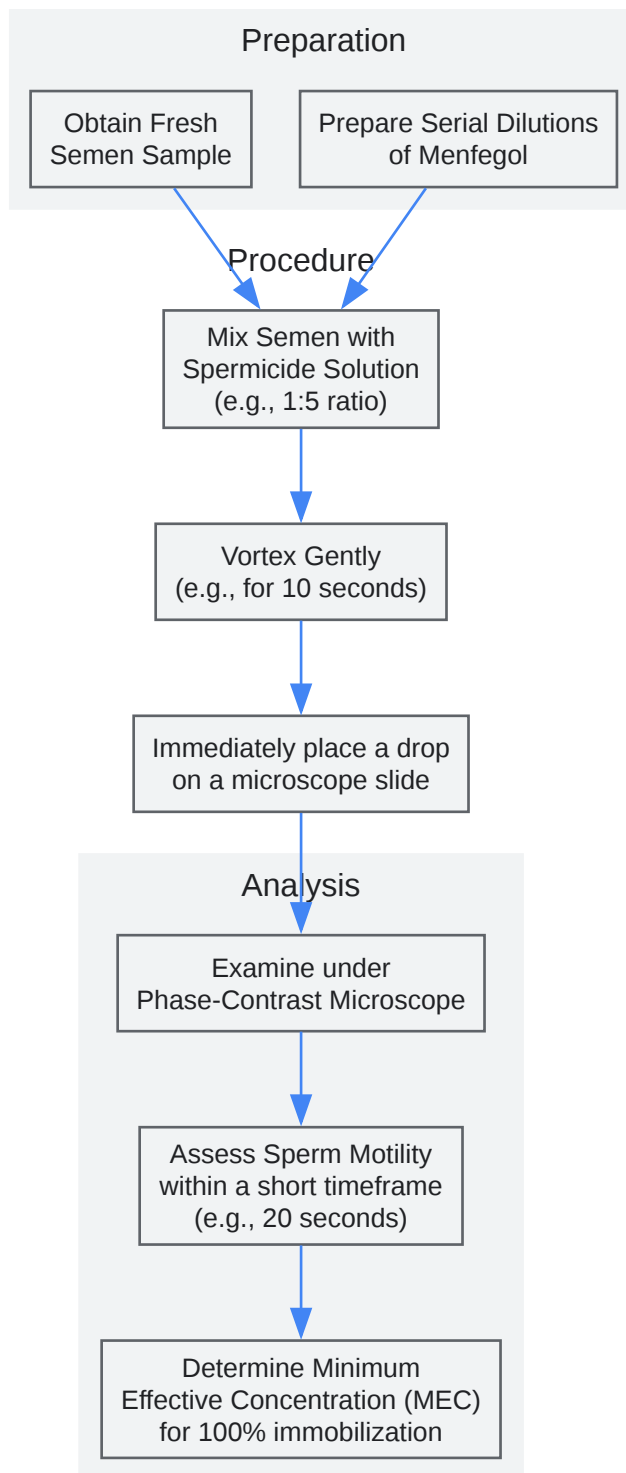 Preparation
Obtain Fresh
Semen Sample
Prepare Serial Dilutions
of Menfegol
Procedure
Mix Semen with
Spermicide Solution
(e.g., 1:5 ratio)
Vortex Gently
(e.g., for 10 seconds)
Immediately place a drop
on a microscope slide
Analysis
Examine under
Phase-Contrast Microscope
Assess Sperm Motility
within a short timeframe
(e.g., 20 seconds)
Determine Minimum
Effective Concentration (MEC)
for 100% immobilization